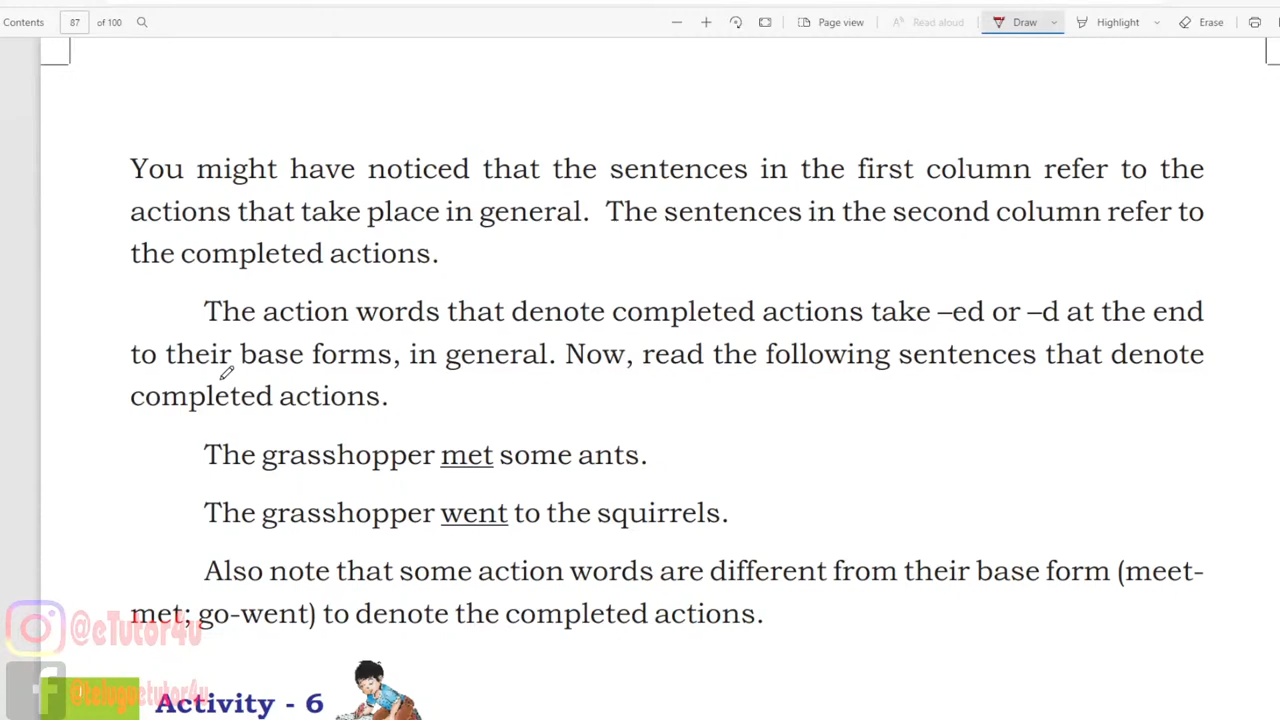 Contents 87 of 100 Page view Read aloud Draw Highlight Erase
You might have noticed that the sentences in the first column refer to the
actions that take place in general. The sentences in the second column refer to
the completed actions.
The action words that denote completed actions take –ed or –d at the end
to their base forms, in general. Now, read the following sentences that denote
completed actions.
The grasshopper met some ants.
The grasshopper went to the squirrels.
Also note that some action words are different from their base form (meet-
met; go-went) to denote the completed actions.
@eTutor4u
@teluguetutor4u
Activity - 6